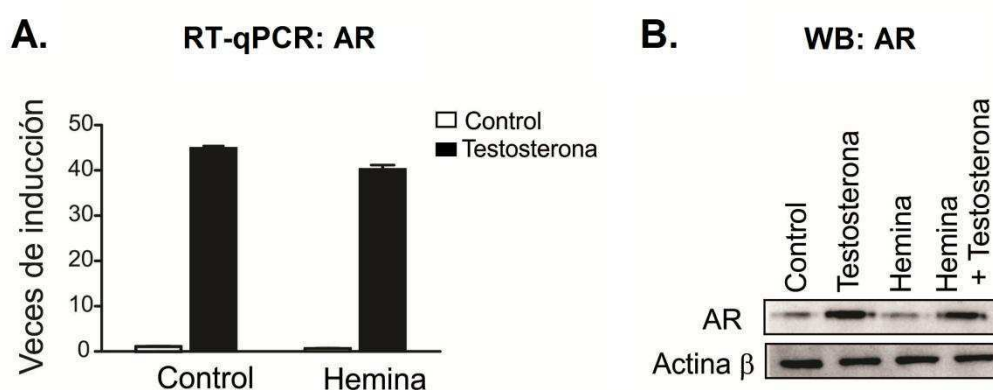 A.
RT-qPCR: AR
Veces de inducción
50
40
30
20
10
0
Control
Hemina
Control
Testosterona
B.
WB: AR
Control
Testosterona
Hemina
Hemina
+ Testosterona
AR
Actina β